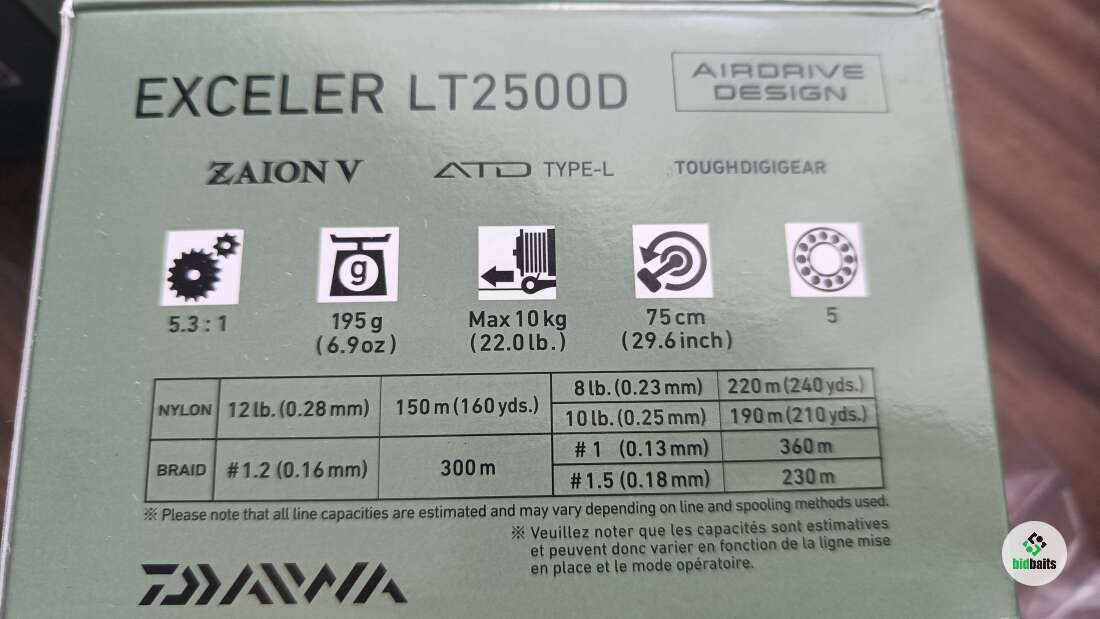 EXCELER LT2500D
AIRDRIVE
DESIGN
ZAION V
ATD TYPE-L
TOUGHDIGIGEAR
g
5.3 : 1
195 g
(6.9oz)
Max 10 kg
(22.0 lb.)
75 cm
(29.6 inch)
5
NYLON 12 lb. (0.28 mm) 150 m (160 yds.) 8 lb. (0.23 mm) 220 m (240 yds.)
10 lb. (0.25 mm) 190 m (210 yds.)
BRAID #1.2 (0.16 mm) 300 m #1 (0.13 mm) 360 m
#1.5 (0.18 mm) 230 m
※ Please note that all line capacities are estimated and may vary depending on line and spooling methods used.
※ Veuillez noter que les capacités sont estimatives
et peuvent donc varier en fonction de la ligne mise
en place et le mode opératoire.
DAIWA
bidbaits